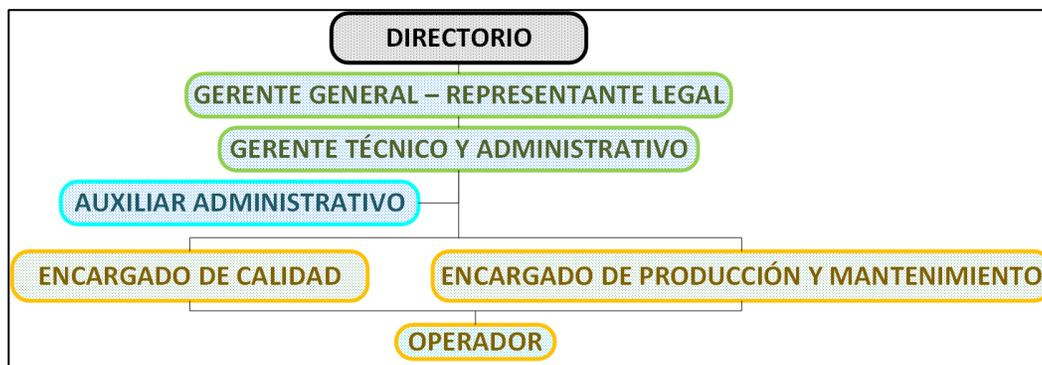 DIRECTORIO
GERENTE GENERAL – REPRESENTANTE LEGAL
GERENTE TÉCNICO Y ADMINISTRATIVO
AUXILIAR ADMINISTRATIVO
ENCARGADO DE CALIDAD
ENCARGADO DE PRODUCCIÓN Y MANTENIMIENTO
OPERADOR